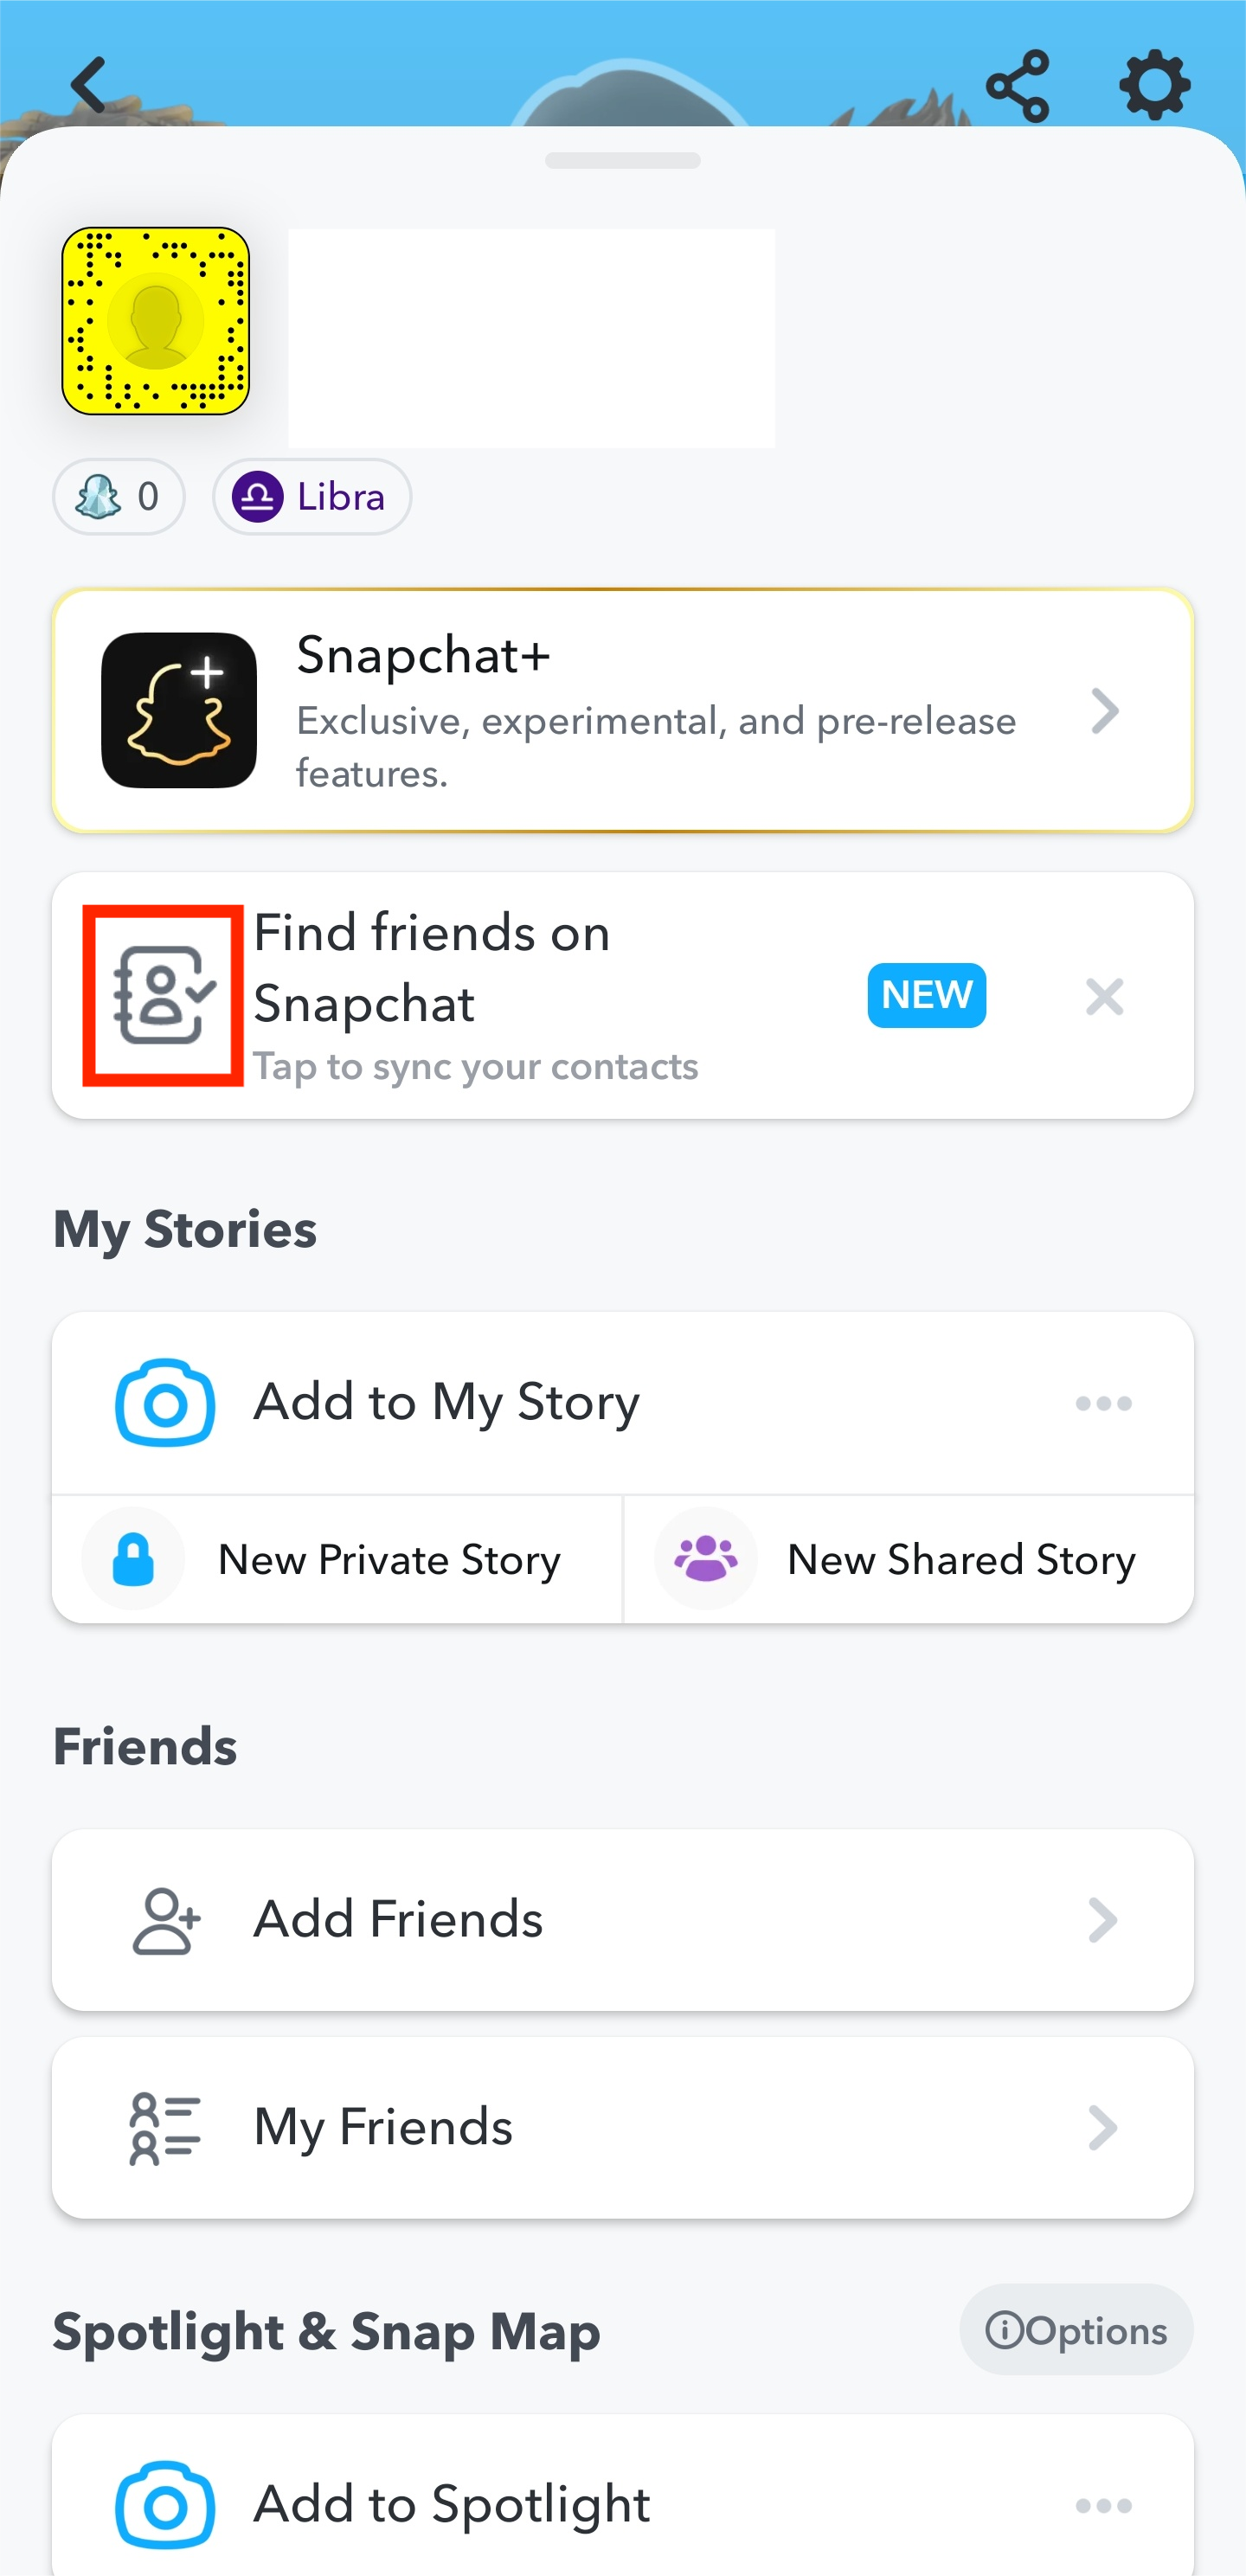 0
Libra
Snapchat+
Exclusive, experimental, and pre-release
features.
Find friends on
Snapchat
Tap to sync your contacts
NEW
My Stories
Add to My Story
New Private Story
New Shared Story
Friends
Add Friends
My Friends
Spotlight & Snap Map
Options
Add to Spotlight